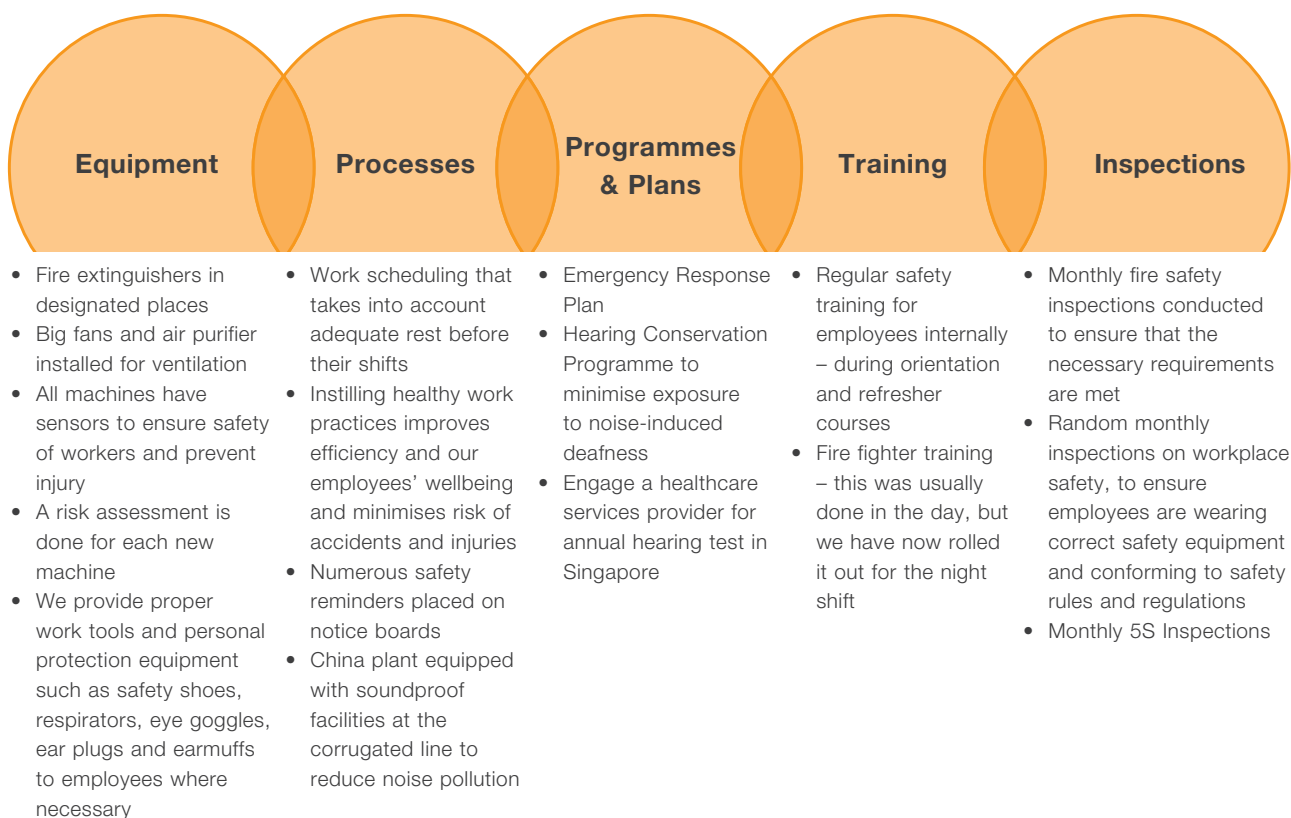 Equipment
• Fire extinguishers in
designated places
• Big fans and air purifier
installed for ventilation
• All machines have
sensors to ensure safety
of workers and prevent
injury
• A risk assessment is
done for each new
machine
• We provide proper
work tools and personal
protection equipment
such as safety shoes,
respirators, eye goggles,
ear plugs and earmuffs
to employees where
necessary
Processes
• Work scheduling that
takes into account
adequate rest before
their shifts
• Instilling healthy work
practices improves
efficiency and our
employees’ wellbeing
and minimises risk of
accidents and injuries
• Numerous safety
reminders placed on
notice boards
• China plant equipped
with soundproof
facilities at the
corrugated line to
reduce noise pollution
Programmes
& Plans
• Emergency Response
Plan
• Hearing Conservation
Programme to
minimise exposure
to noise-induced
deafness
• Engage a healthcare
services provider for
annual hearing test in
Singapore
Training
• Regular safety
training for
employees internally
– during orientation
and refresher
courses
• Fire fighter training
– this was usually
done in the day, but
we have now rolled
it out for the night
shift
Inspections
• Monthly fire safety
inspections conducted
to ensure that the
necessary requirements
are met
• Random monthly
inspections on workplace
safety, to ensure
employees are wearing
correct safety equipment
and conforming to safety
rules and regulations
• Monthly 5S Inspections